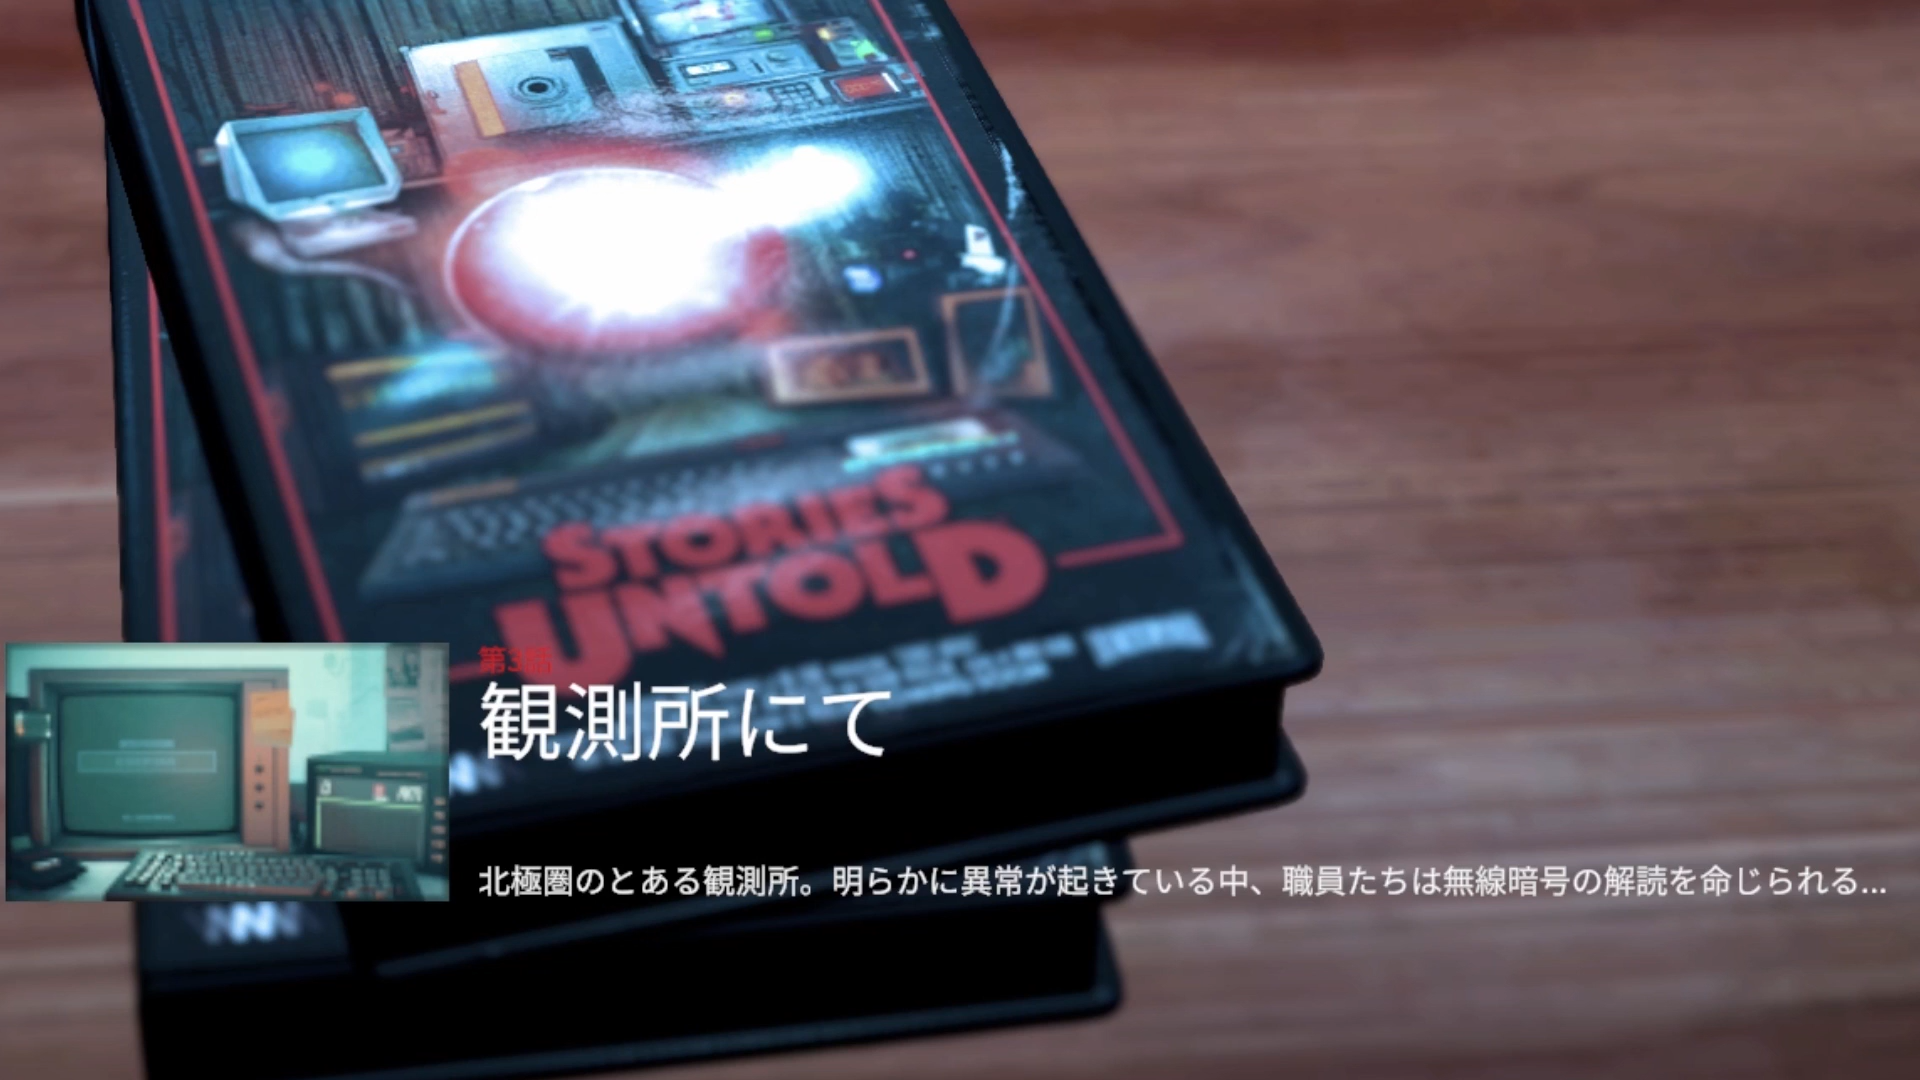 STORIES
UNTOLD
第3話
観測所にて
北極圏のとある観測所。明らかに異常が起きている中、職員たちは無線暗号の解読を命じられる...